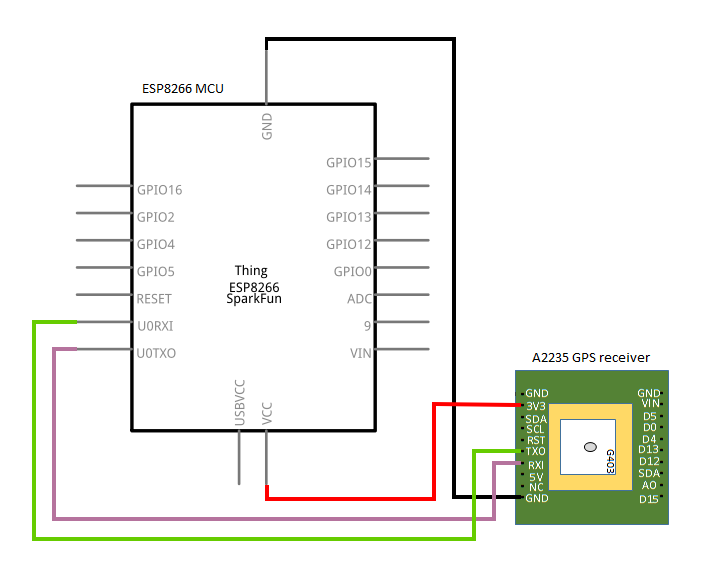 ESP8266 MCU
GND
GPIO15
GPIO16
GPIO14
GPIO2
GPIO13
GPIO4
GPIO12
GPIO5
GPIO0
Thing
ESP8266
SparkFun
RESET
ADC
U0RXI
9
U0TXO
VIN
USBVCC
VCC
A2235 GPS receiver
GND
3V3
SDA
SCL
RST
TXO
RXI
5V
NC
GND
G403
GND
VIN
D5
D0
D4
D13
D12
SDA
AO
D15